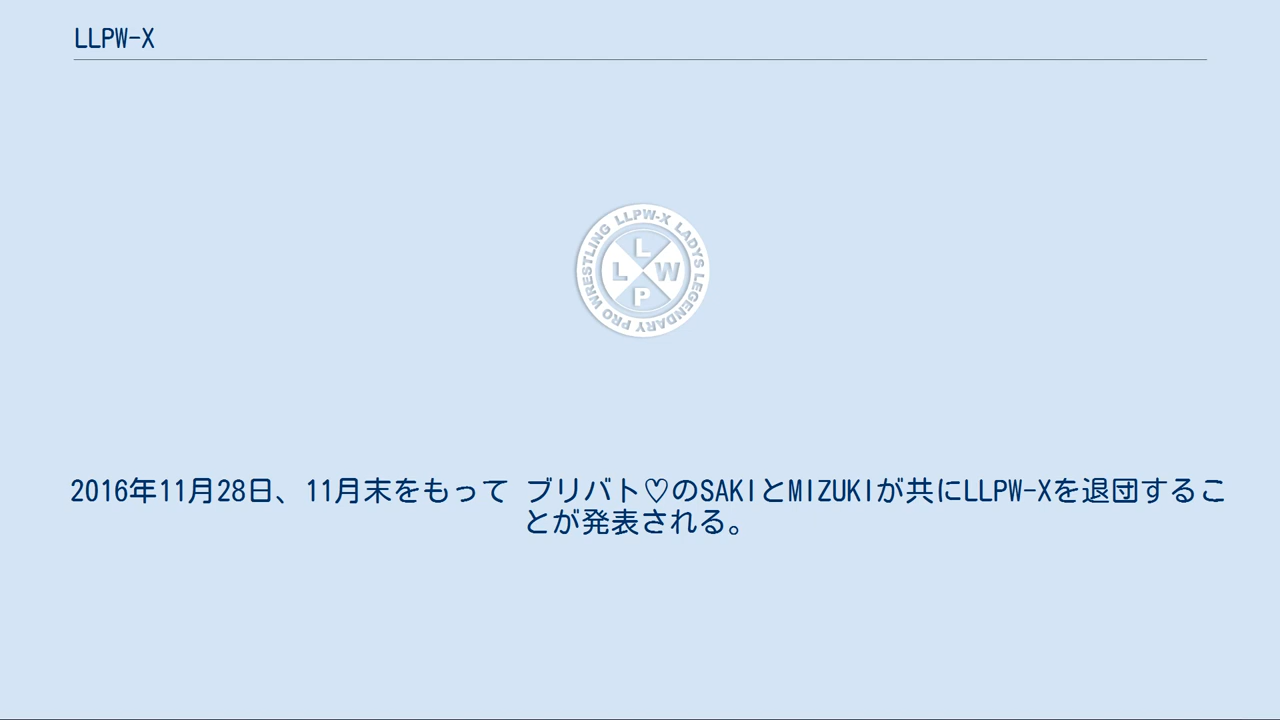 LLPW-X
LLPW-X LADYS LEGENDARY PRO WRESTLING
L
L W
P
2016年11月28日、11月末をもって ブリバト♡のSAKIとMIZUKIが共にLLPW-Xを退団するこ
とが発表される。